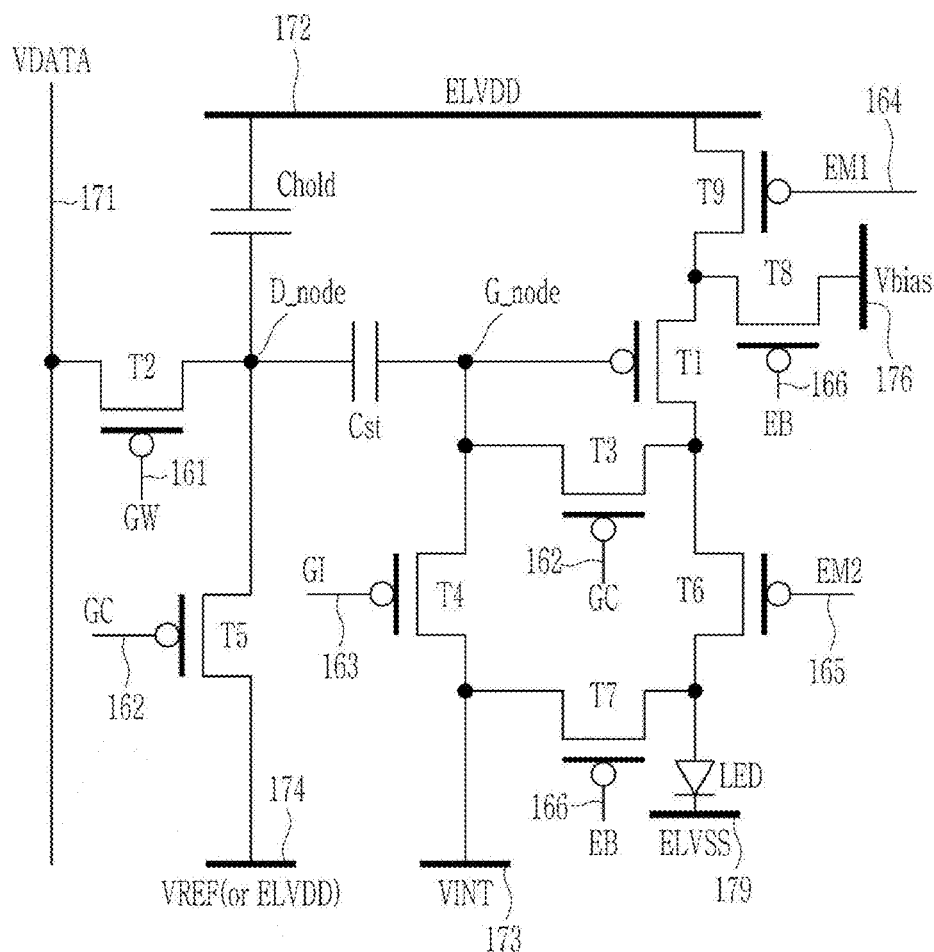 172
VDATA
ELVDD
164
Chold
EM1
T9
171
T8
Vbias
D_node
G_node
T2
T1
Cst
166
176
EB
161
T3
GW
GI
162
EM2
GC
T4
T6
GC
T5
163
165
162
T7
174
166
LED
EB
ELVSS
VREF(or ELVDD)
VINT
179
173